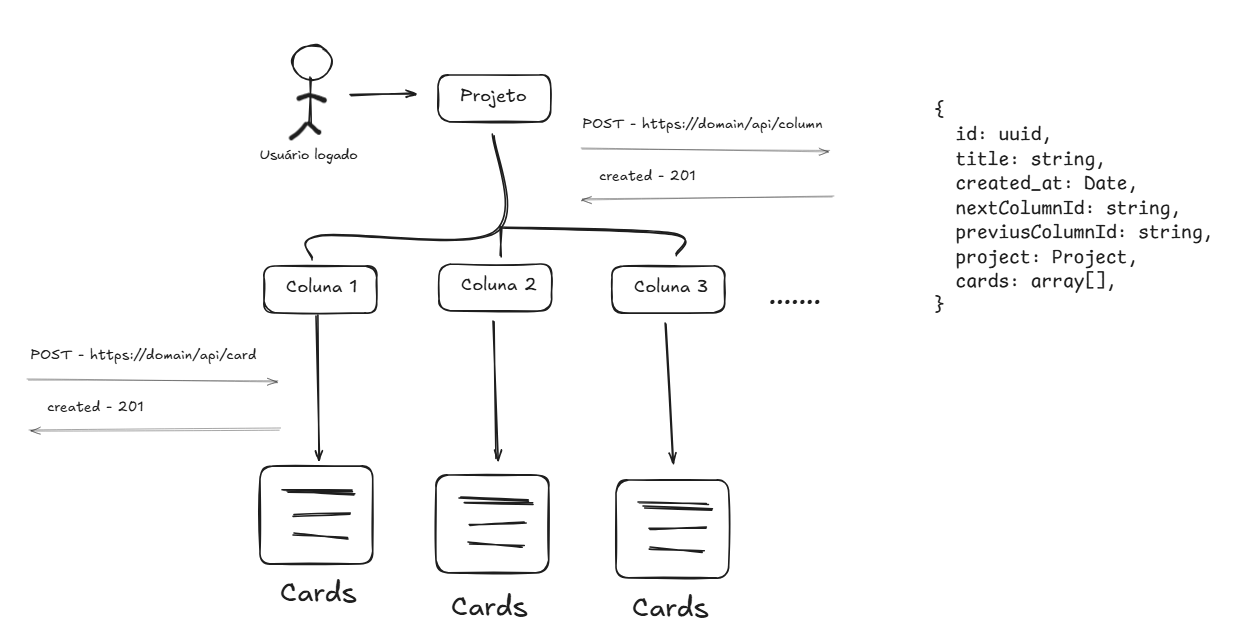 Projeto
Usuário logado
POST - https://domain/api/column
created - 201
{
id: uuid,
title: string,
created_at: Date,
nextColumnId: string,
previusColumnId: string,
project: Project,
cards: array[],
}
Coluna 1
Coluna 2
Coluna 3
.......
POST - https://domain/api/card
created - 201
Cards
Cards
Cards